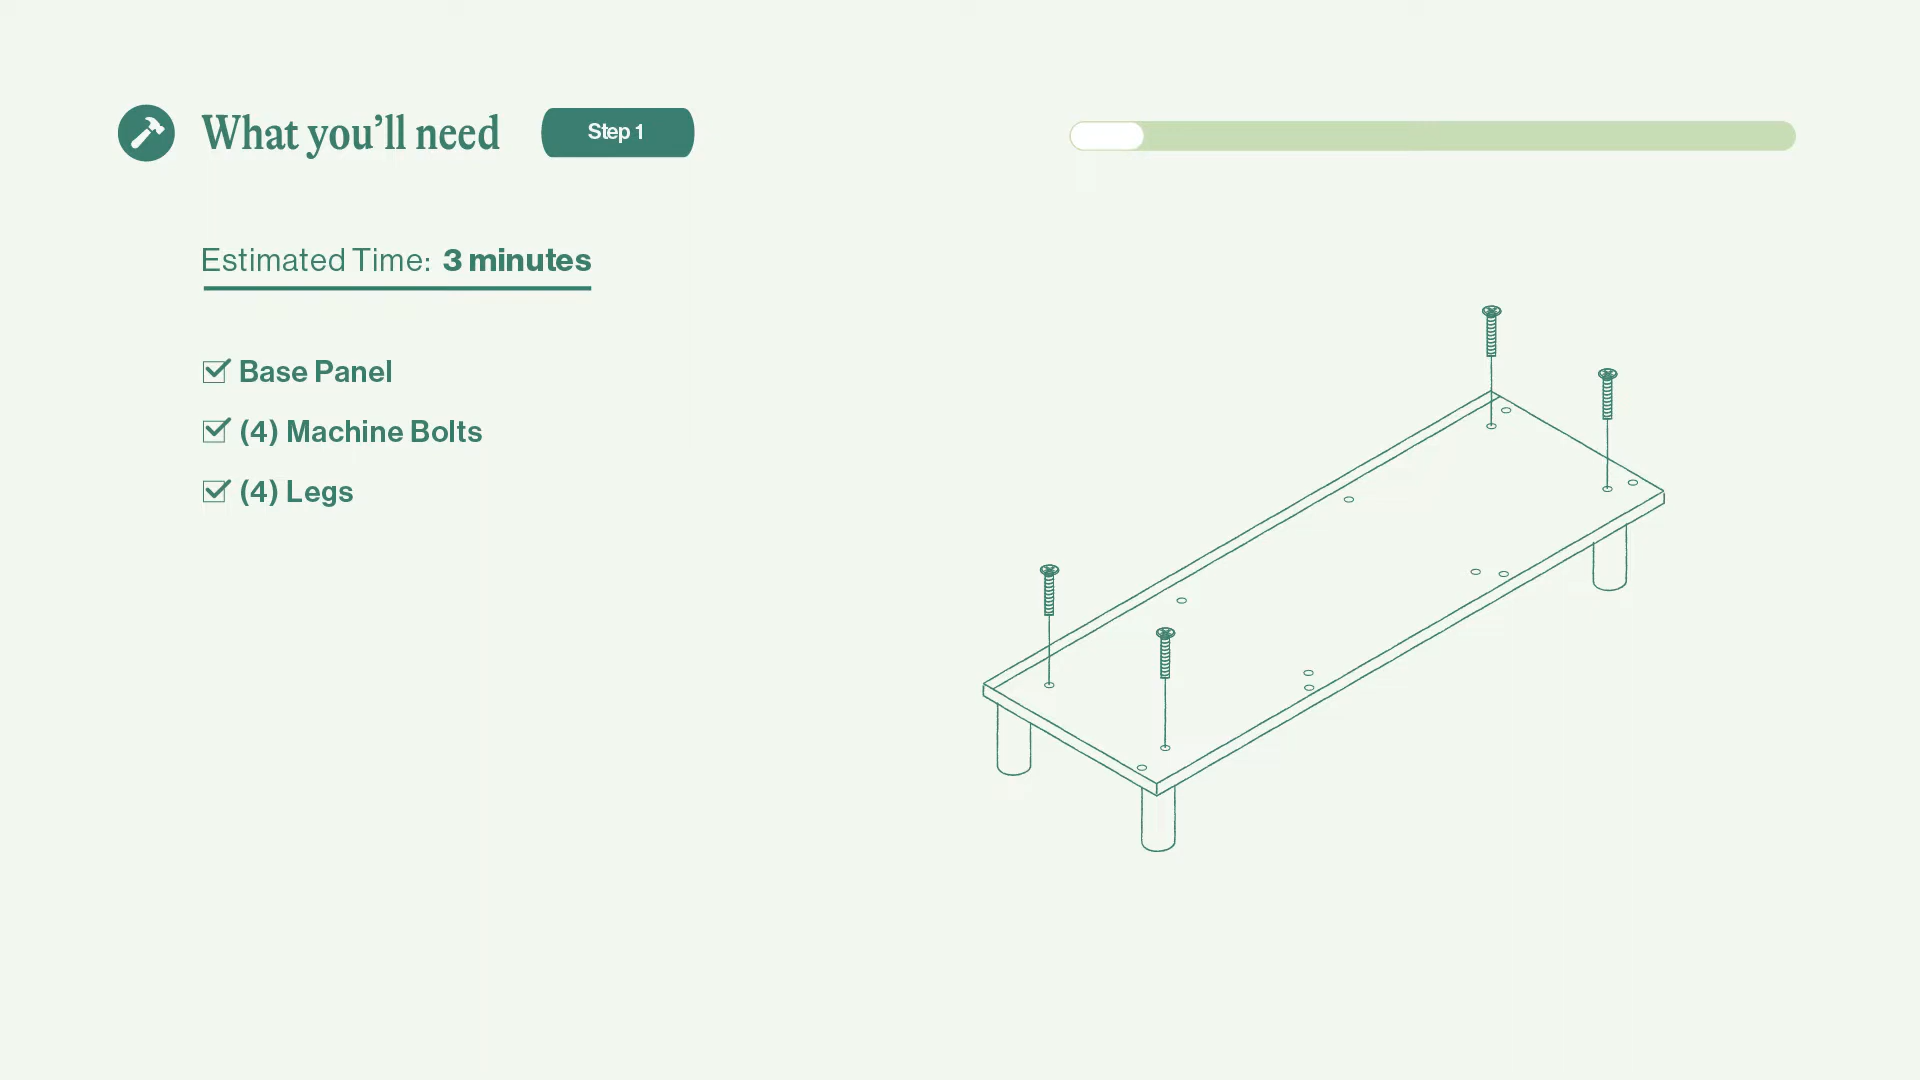 What you’ll need
Step 1
Estimated Time: 3 minutes
Base Panel
(4) Machine Bolts
(4) Legs